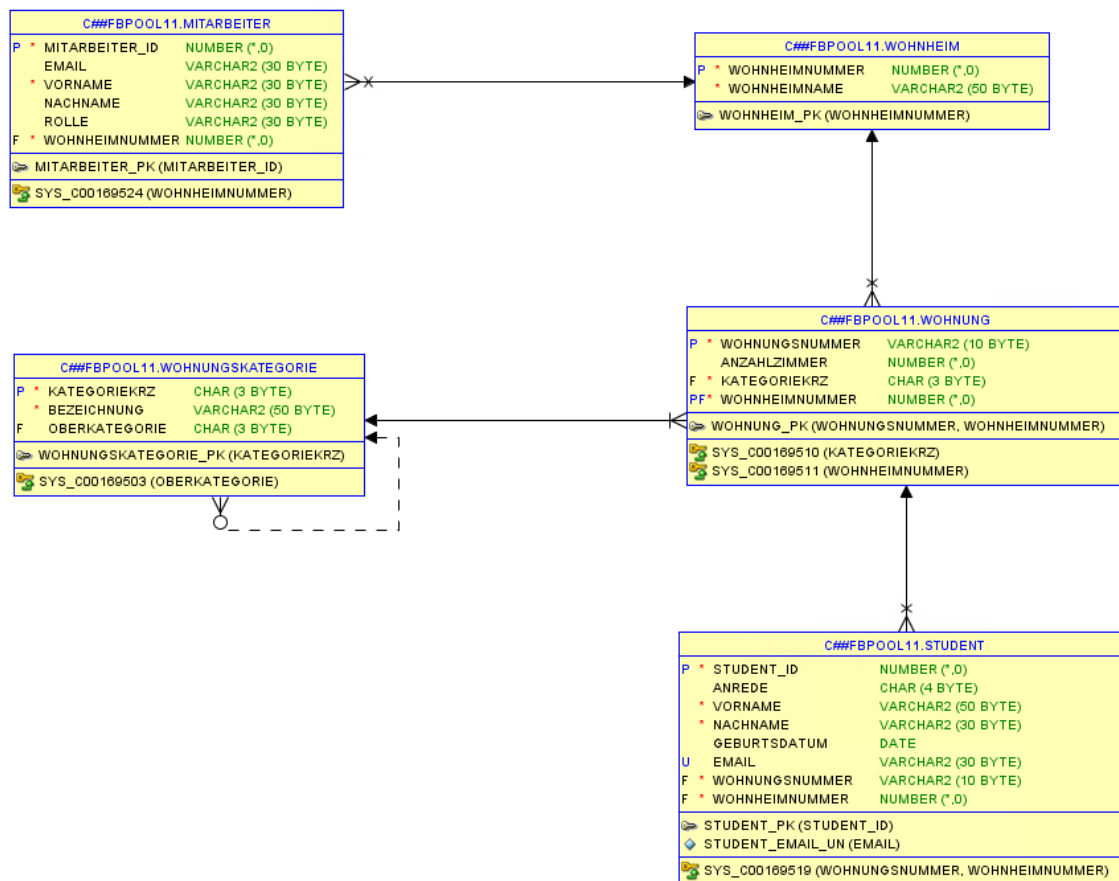 C##FBPOOL11.MITARBEITER
P * MITARBEITER_ID NUMBER (*,0)
EMAIL VARCHAR2 (30 BYTE)
* VORNAME VARCHAR2 (30 BYTE)
NACHNAME VARCHAR2 (30 BYTE)
ROLLE VARCHAR2 (30 BYTE)
F * WOHNHEIMNUMMER NUMBER (*,0)
MITARBEITER_PK (MITARBEITER_ID)
SYS_C00169524 (WOHNHEIMNUMMER)
C##FBPOOL11.WOHNHEIM
P * WOHNHEIMNUMMER NUMBER (*,0)
* WOHNHEIMNAME VARCHAR2 (50 BYTE)
WOHNHEIM_PK (WOHNHEIMNUMMER)
C##FBPOOL11.WOHNUNGSKATEGORIE
P * KATEGORIEKRZ CHAR (3 BYTE)
* BEZEICHNUNG VARCHAR2 (50 BYTE)
F OBERKATEGORIE CHAR (3 BYTE)
WOHNUNGSKATEGORIE_PK (KATEGORIEKRZ)
SYS_C00169503 (OBERKATEGORIE)
C##FBPOOL11.WOHNUNG
P * WOHNUNGSNUMMER VARCHAR2 (10 BYTE)
ANZAHLZIMMER NUMBER (*,0)
F * KATEGORIEKRZ CHAR (3 BYTE)
PF* WOHNHEIMNUMMER NUMBER (*,0)
WOHNUNG_PK (WOHNUNGSNUMMER, WOHNHEIMNUMMER)
SYS_C00169510 (KATEGORIEKRZ)
SYS_C00169511 (WOHNHEIMNUMMER)
C##FBPOOL11.STUDENT
P * STUDENT_ID NUMBER (*,0)
ANREDE CHAR (4 BYTE)
* VORNAME VARCHAR2 (50 BYTE)
* NACHNAME VARCHAR2 (30 BYTE)
GEBURTSDATUM DATE
U EMAIL VARCHAR2 (30 BYTE)
F * WOHNUNGSNUMMER VARCHAR2 (10 BYTE)
F * WOHNHEIMNUMMER NUMBER (*,0)
STUDENT_PK (STUDENT_ID)
STUDENT_EMAIL_UN (EMAIL)
SYS_C00169519 (WOHNUNGSNUMMER, WOHNHEIMNUMMER)